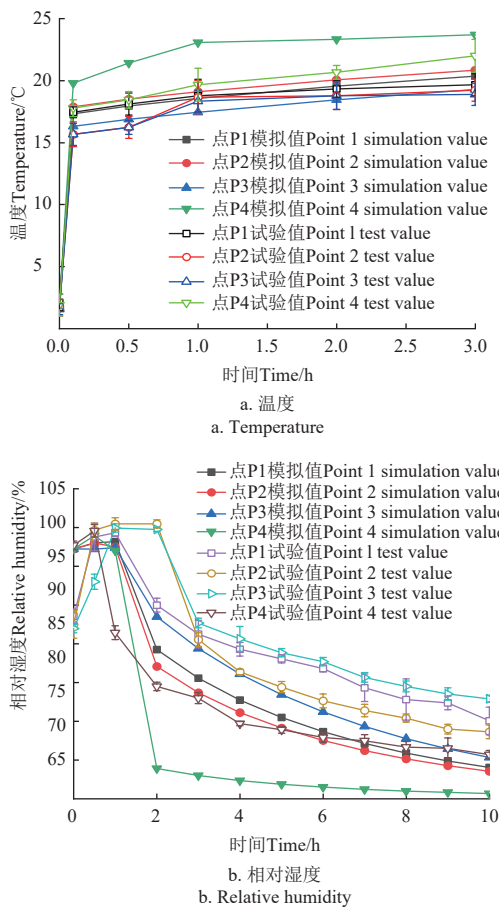 25
20
15
10
5
温度Temperature/℃
点P1模拟值Point 1 simulation value
点P2模拟值Point 2 simulation value
点P3模拟值Point 3 simulation value
点P4模拟值Point 4 simulation value
点P1试验值Point l test value
点P2试验值Point 2 test value
点P3试验值Point 3 test value
点P4试验值Point 4 test value
0.0 0.5 1.0 1.5 2.0 2.5 3.0
时间Time/h
a. 温度
a. Temperature
点P1模拟值Point 1 simulation value
点P2模拟值Point 2 simulation value
点P3模拟值Point 3 simulation value
点P4模拟值Point 4 simulation value
点P1试验值Point l test value
点P2试验值Point 2 test value
点P3试验值Point 3 test value
点P4试验值Point 4 test value
105
100
95
90
85
80
75
70
65
相对湿度Relative humidity/%
0 2 4 6 8 10
时间Time/h
b. 相对湿度
b. Relative humidity